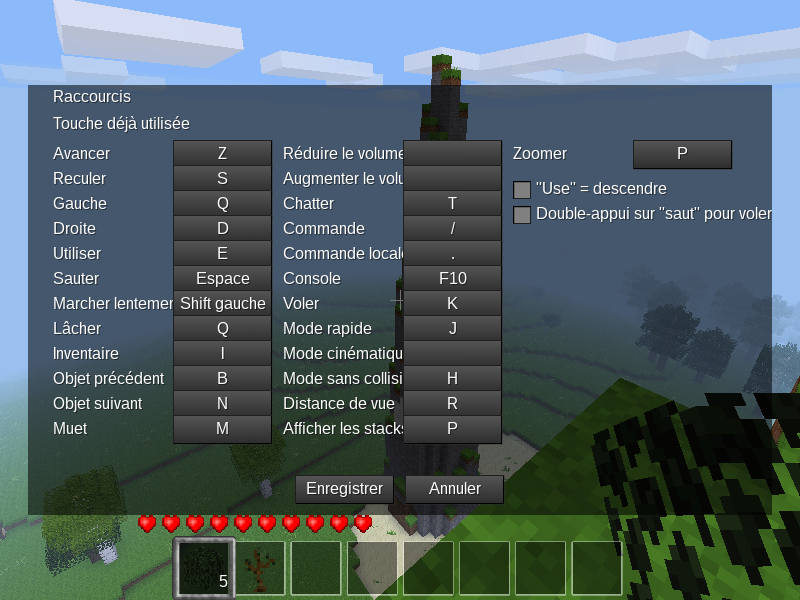 Raccourcis
Touche déjà utilisée
Avancer Z
Reculer S
Gauche Q
Droite D
Utiliser E
Sauter Espace
Marcher lentemer Shift gauche
Lâcher Q
Inventaire I
Objet précédent B
Objet suivant N
Muet M
Réduire le volume
Augmenter le volu
Chatter T
Commande /
Commande locale .
Console F10
Voler K
Mode rapide J
Mode cinématiqu
Mode sans collisi H
Distance de vue R
Afficher les stacks P
Zoomer P
"Use" = descendre
Double-appui sur "saut" pour voler
Enregistrer Annuler
5